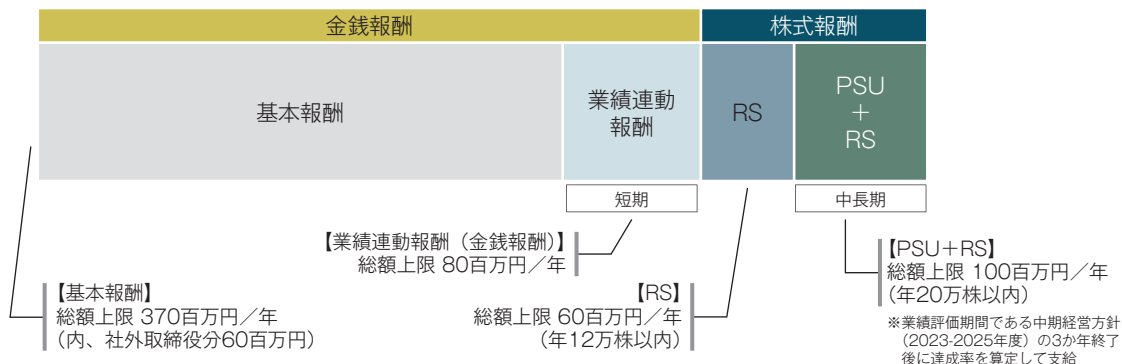 金銭報酬
株式報酬
基本報酬
業績連動
報酬
RS
PSU
+
RS
短期
中長期
【業績連動報酬（金銭報酬）】
総額上限 80百万円／年
【基本報酬】
総額上限 370百万円／年
（内、社外取締役分60百万円）
【RS】
総額上限 60百万円／年
（年12万株以内）
【PSU＋RS】
総額上限 100百万円／年
（年20万株以内）
※業績評価期間である中期経営方針
（2023-2025年度）の3か年終了
後に達成率を算定して支給